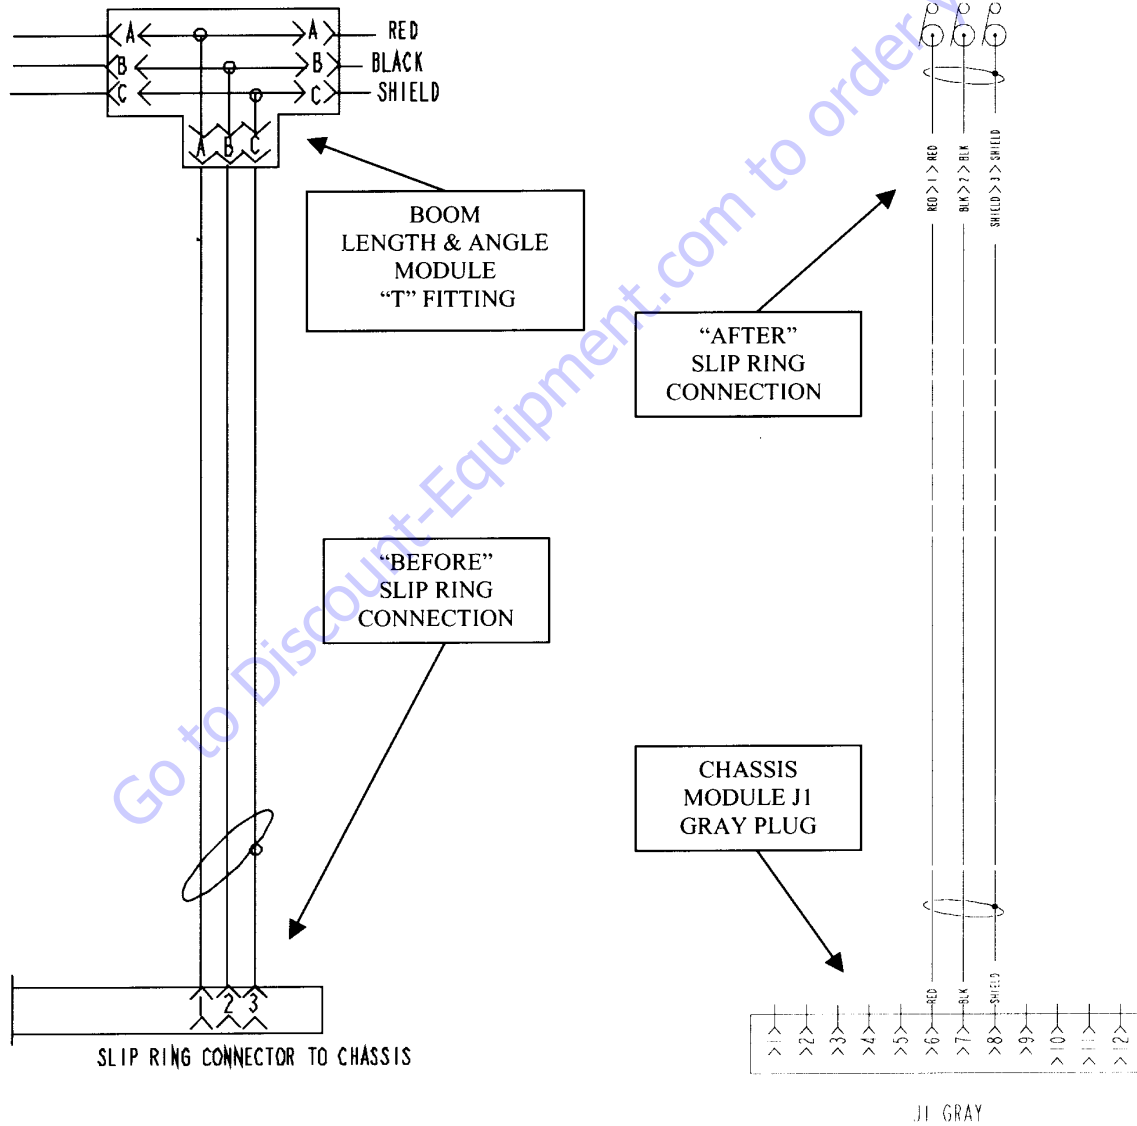 A A RED
B B BLACK
C C SHIELD
A B C
BOOM
LENGTH & ANGLE
MODULE
“T” FITTING
“BEFORE”
SLIP RING
CONNECTION
1 2 3
SLIP RING CONNECTOR TO CHASSIS
RED>1>RED
BLK>2>BLK
SHIELD>3>SHIELD
“AFTER”
SLIP RING
CONNECTION
CHASSIS
MODULE J1
GRAY PLUG
RED
BLK
SHIELD
>1> >2> >3> >4> >5> >6> >7> >8> >9> >10> >11> >12>
J1 GRAY
Go to Discount-Equipment.com to order y